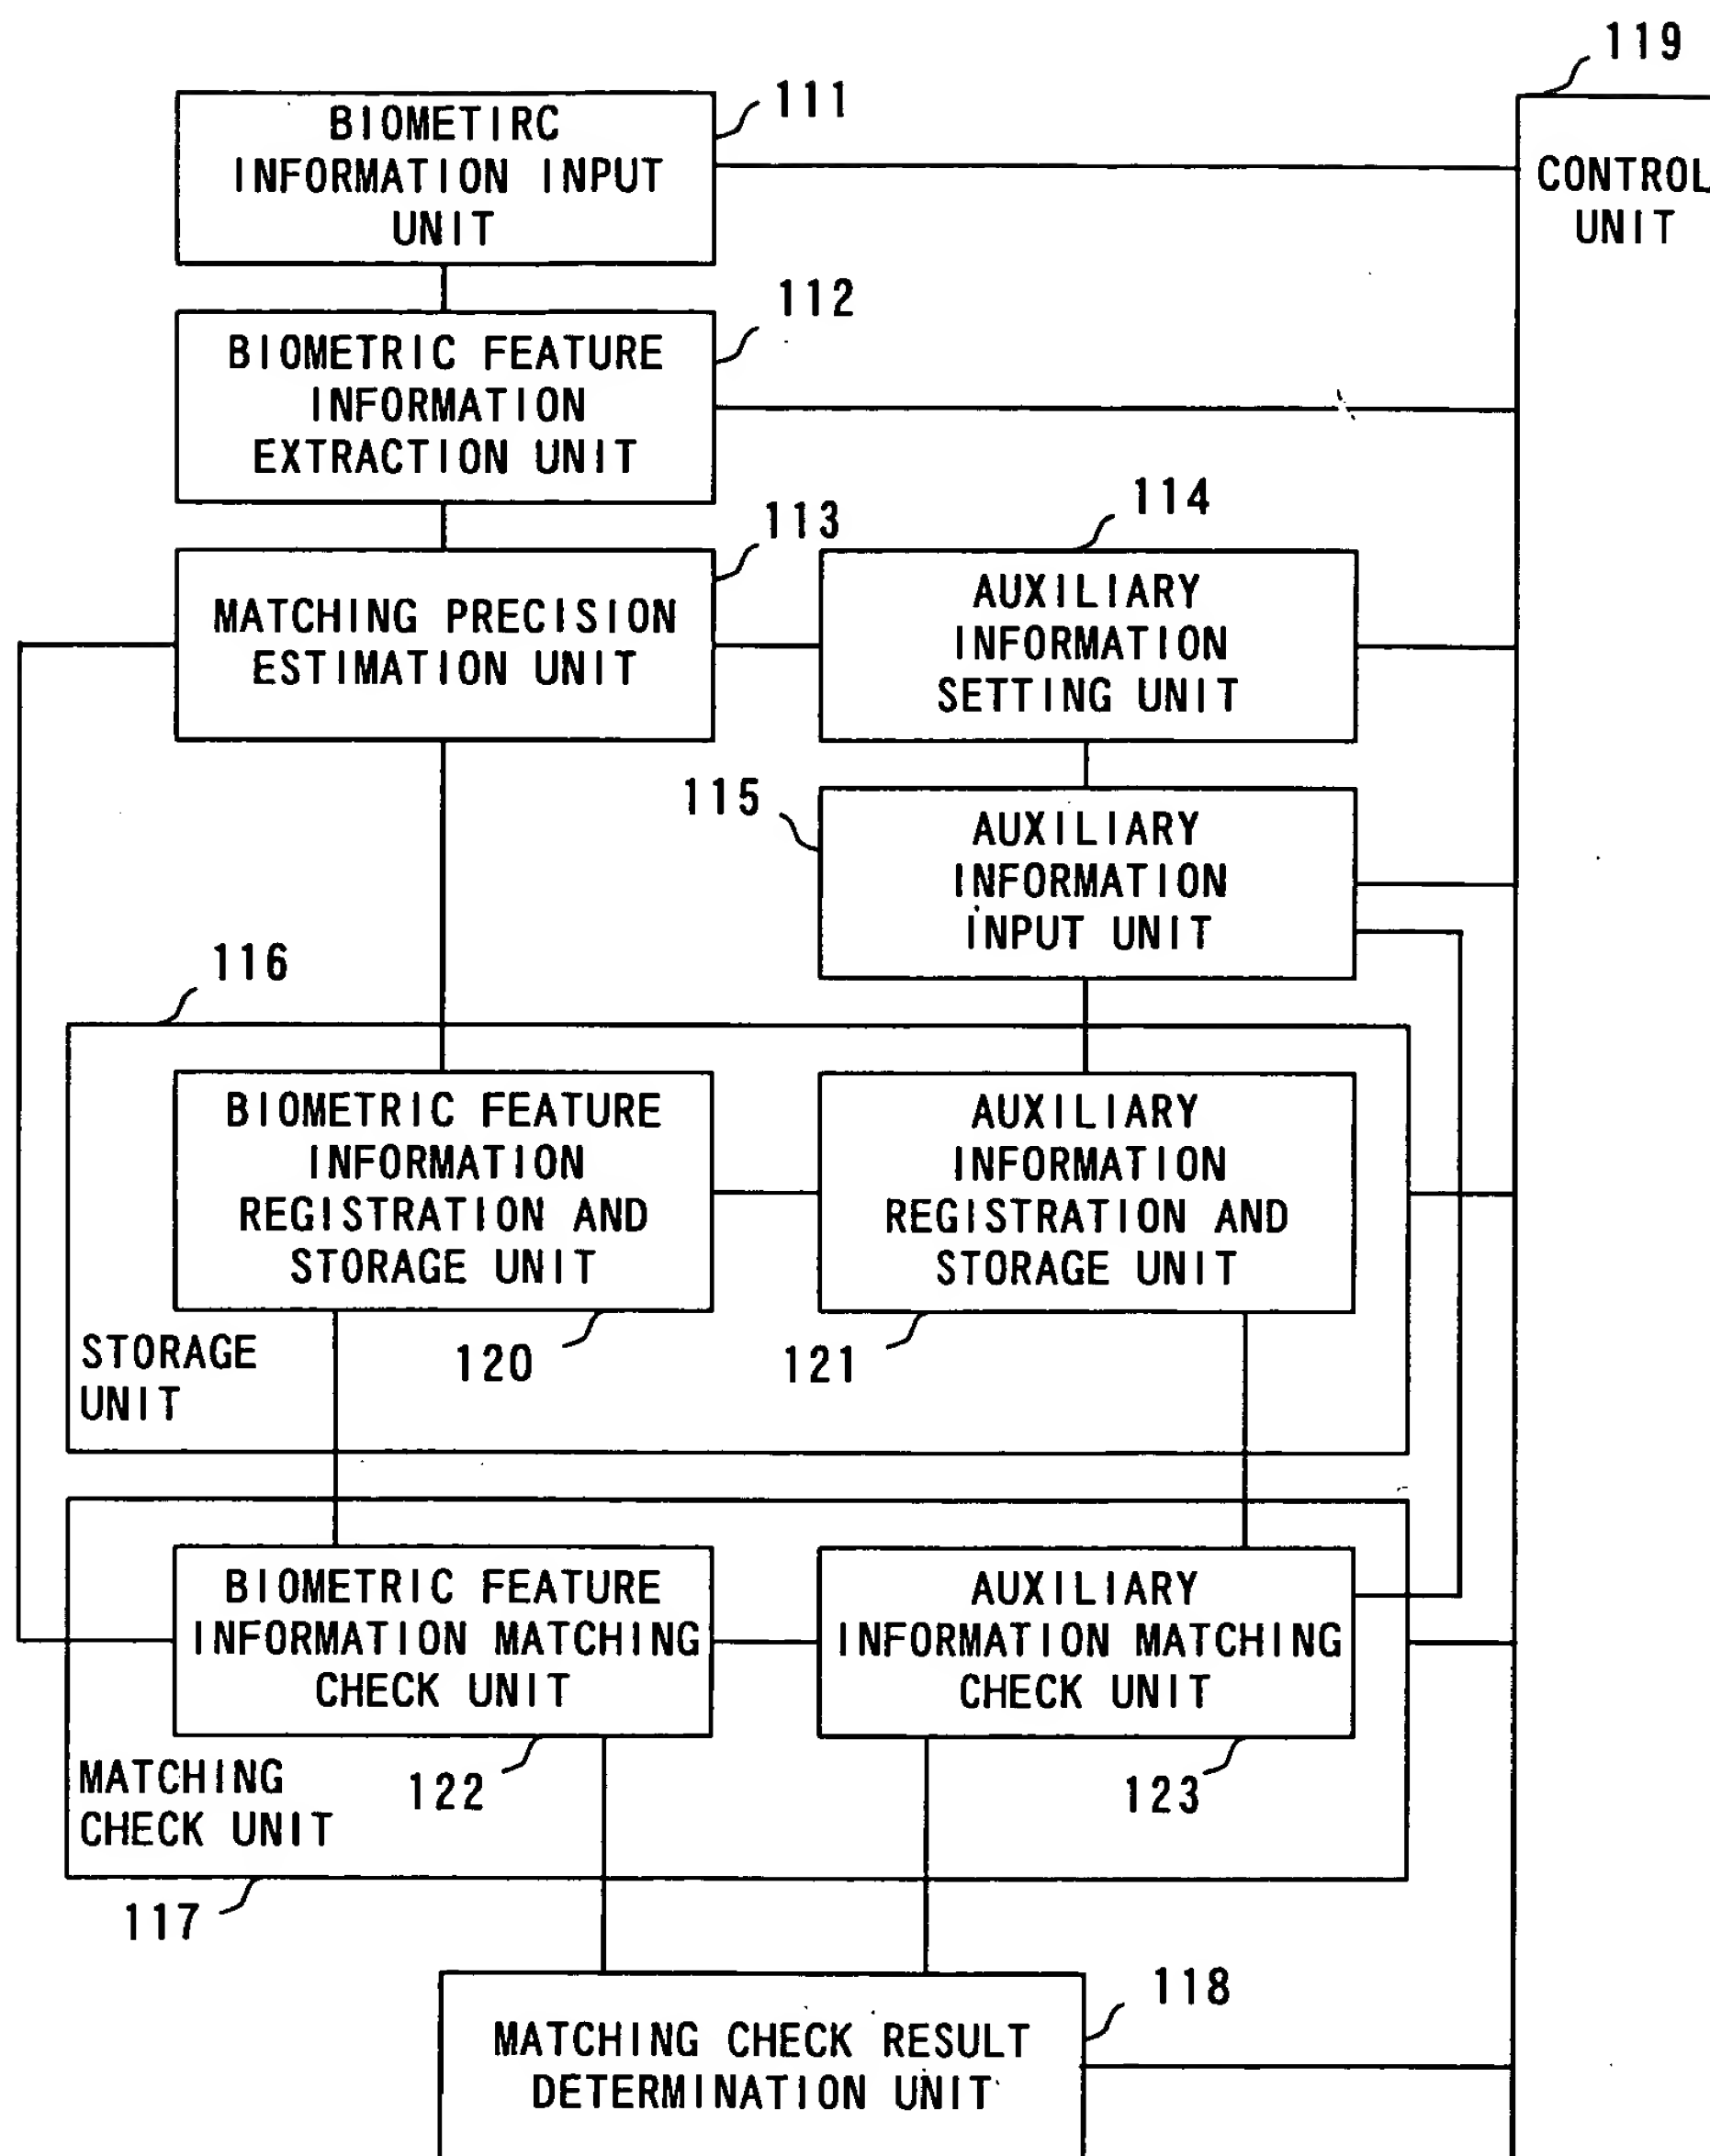 119
111
BIOMETIRC
INFORMATION INPUT
UNIT
CONTROL
UNIT
112
BIOMETRIC FEATURE
INFORMATION
EXTRACTION UNIT
113
114
MATCHING PRECISION
ESTIMATION UNIT
AUXILIARY
INFORMATION
SETTING UNIT
115
AUXILIARY
INFORMATION
INPUT UNIT
116
BIOMETRIC FEATURE
INFORMATION
REGISTRATION AND
STORAGE UNIT
AUXILIARY
INFORMATION
REGISTRATION AND
STORAGE UNIT
STORAGE
UNIT
120
121
BIOMETRIC FEATURE
INFORMATION MATCHING
CHECK UNIT
AUXILIARY
INFORMATION MATCHING
CHECK UNIT
MATCHING
CHECK UNIT
122
123
117
118
MATCHING CHECK RESULT
DETERMINATION UNIT